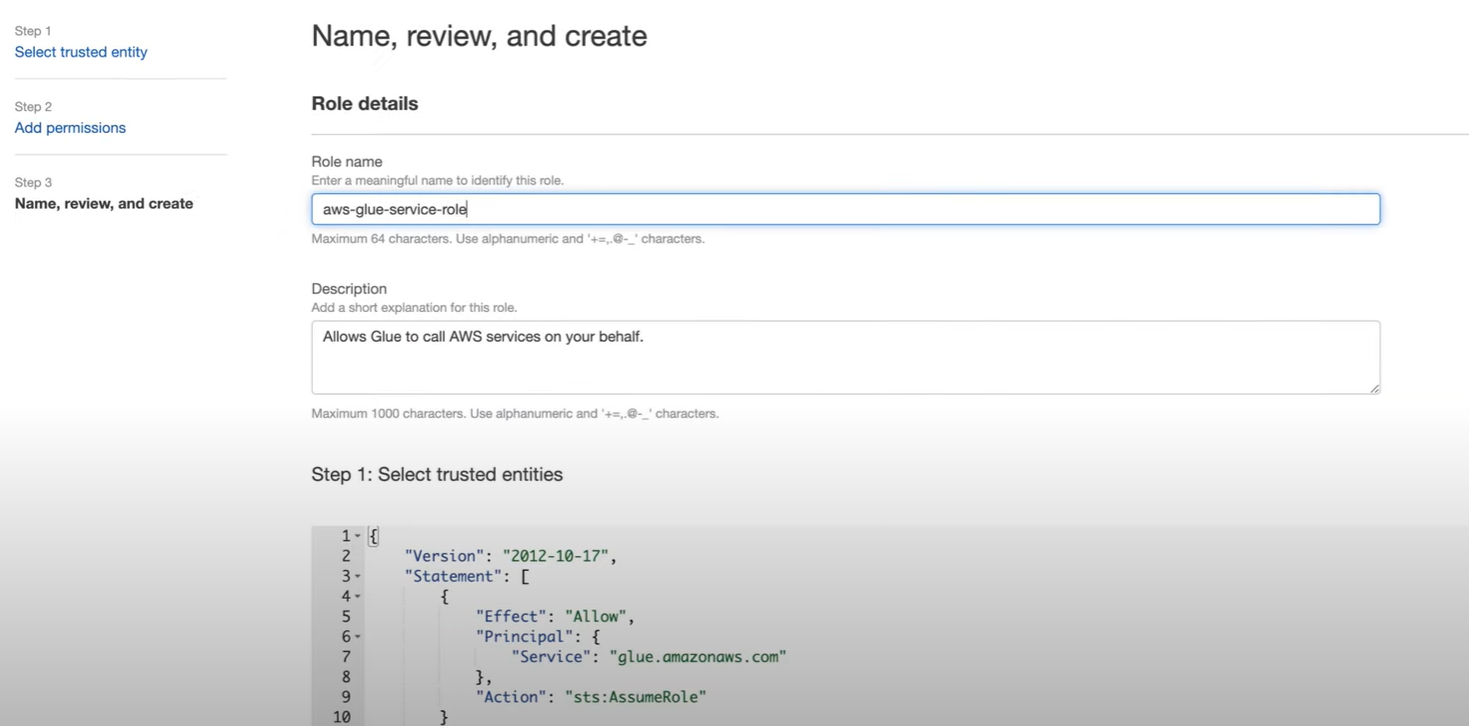 Step 1
Select trusted entity
Step 2
Add permissions
Step 3
Name, review, and create
Name, review, and create
Role details
Role name
Enter a meaningful name to identify this role.
aws-glue-service-role
Maximum 64 characters. Use alphanumeric and '+=,.@-_' characters.
Description
Add a short explanation for this role.
Allows Glue to call AWS services on your behalf.
Maximum 1000 characters. Use alphanumeric and '+=,.@-_' characters.
Step 1: Select trusted entities
1 {
2 "Version": "2012-10-17",
3 "Statement": [
4 {
5 "Effect": "Allow",
6 "Principal": {
7 "Service": "glue.amazonaws.com"
8 },
9 "Action": "sts:AssumeRole"
10 }